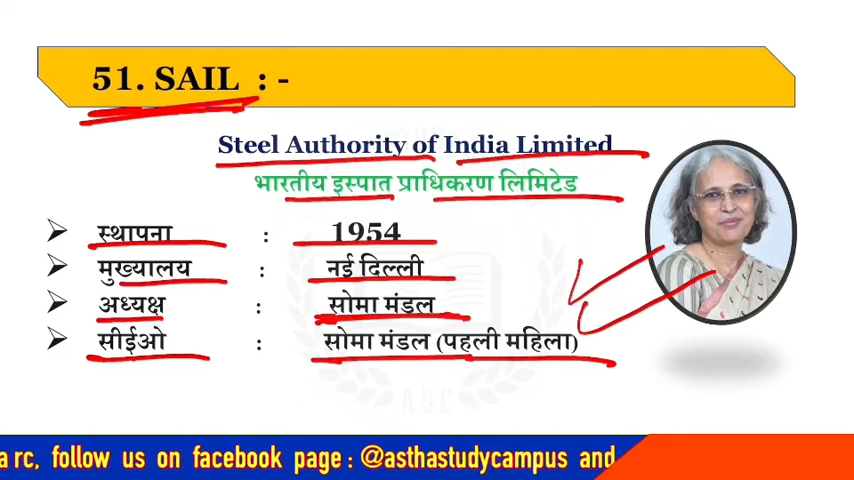 51. SAIL : -
Steel Authority of India Limited
भारतीय इस्पात प्राधिकरण लिमिटेड
➢ स्थापना : 1954
➢ मुख्यालय : नई दिल्ली
➢ अध्यक्ष : सोमा मंडल
➢ सीईओ : सोमा मंडल (पहली महिला)
A.S.C
a rc, follow us on facebook page : @asthastudycampus and